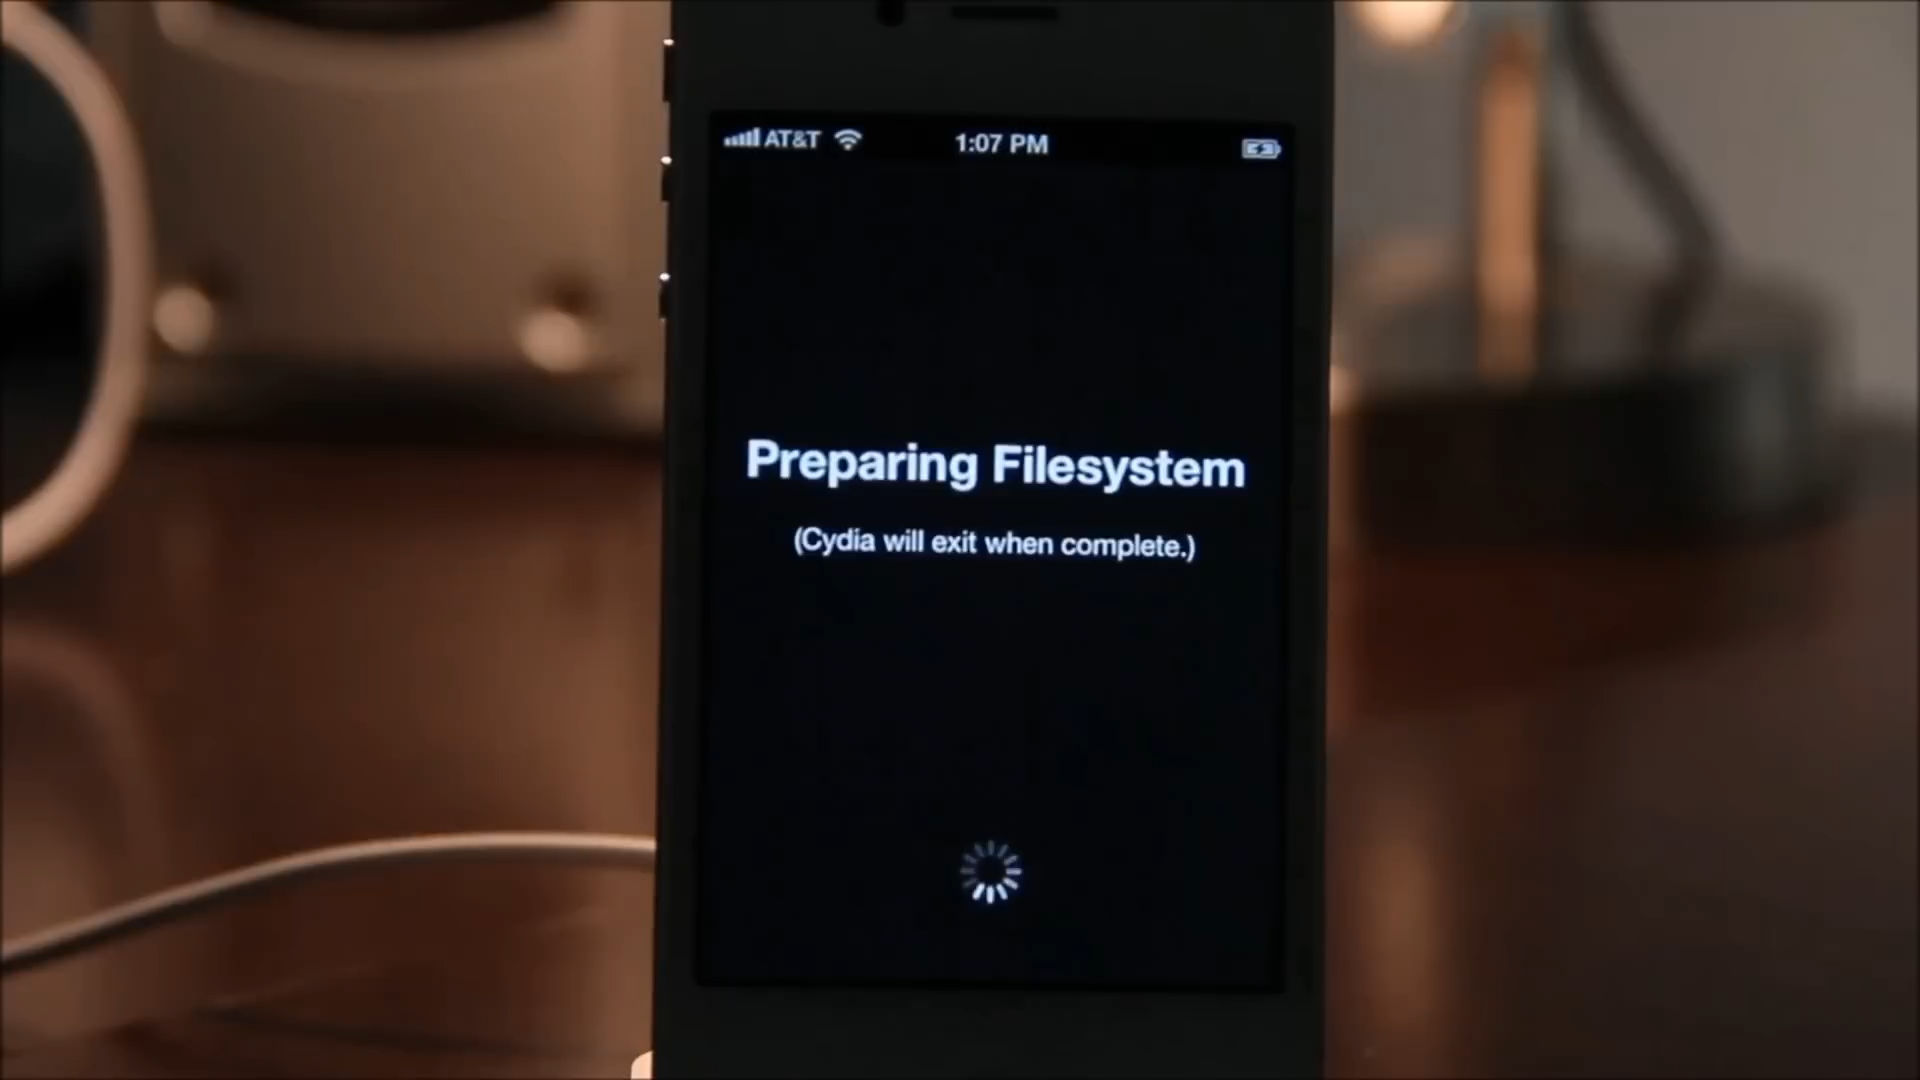 AT&T 1:07 PM
Preparing Filesystem
(Cydia will exit when complete.)